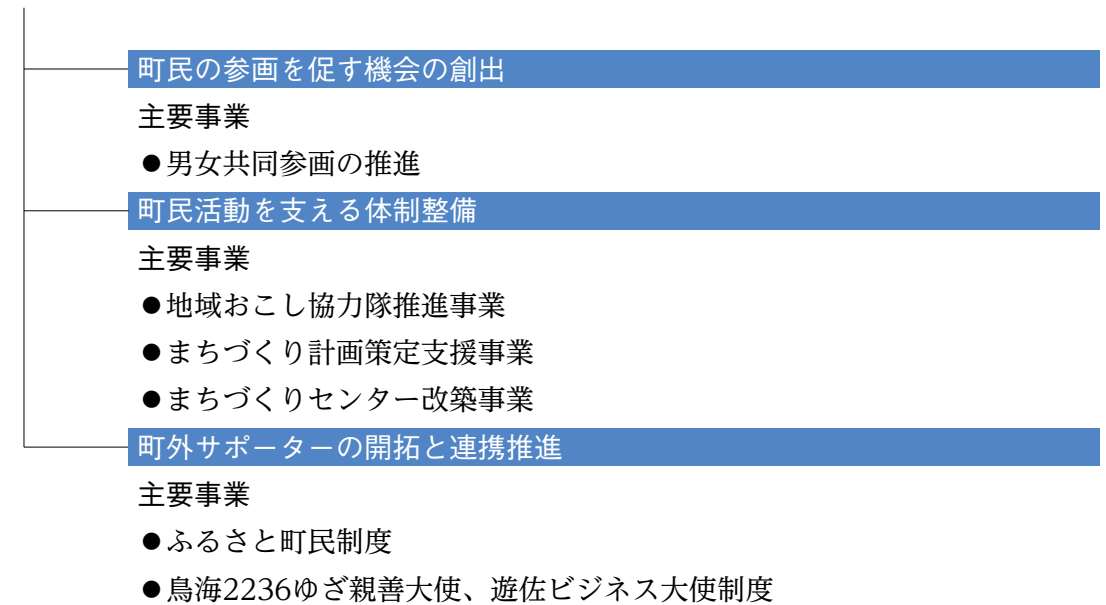 町民の参画を促す機会の創出
主要事業
●男女共同参画の推進
町民活動を支える体制整備
主要事業
●地域おこし協力隊推進事業
●まちづくり計画策定支援事業
●まちづくりセンター改築事業
町外サポーターの開拓と連携推進
主要事業
●ふるさと町民制度
●鳥海2236ゆざ親善大使、遊佐ビジネス大使制度